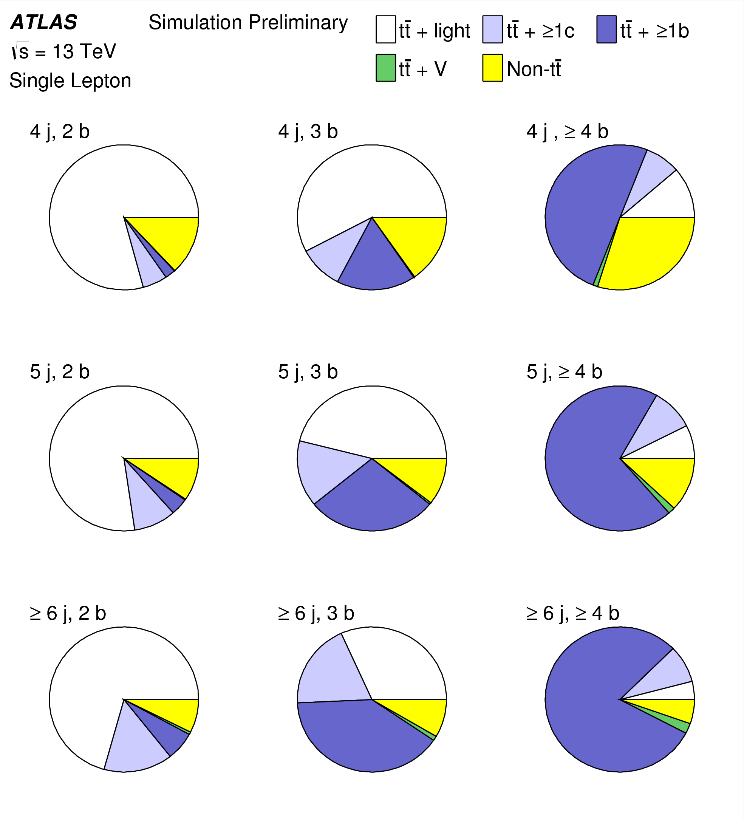 ATLAS Simulation Preliminary
√s = 13 TeV
Single Lepton
tt̄ + light tt̄ + ≥1c tt̄ + ≥1b
tt̄ + V Non-tt̄
4 j, 2 b 4 j, 3 b 4 j , ≥ 4 b
5 j, 2 b 5 j, 3 b 5 j, ≥ 4 b
≥ 6 j, 2 b ≥ 6 j, 3 b ≥ 6 j, ≥ 4 b